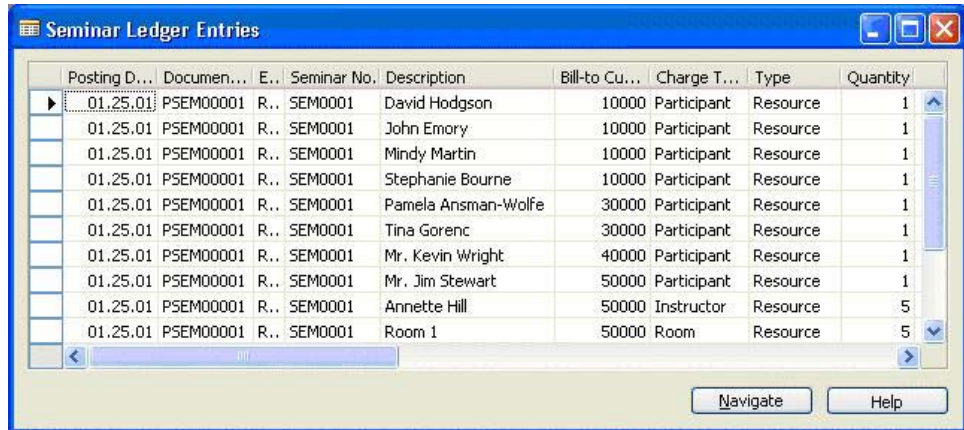 Seminar Ledger Entries
Posting D... Documen... E.. Seminar No. Description Bill-to Cu... Charge T... Type Quantity
01.25.01 PSEM00001 R.. SEM0001 David Hodgson 10000 Participant Resource 1
01.25.01 PSEM00001 R.. SEM0001 John Emory 10000 Participant Resource 1
01.25.01 PSEM00001 R.. SEM0001 Mindy Martin 10000 Participant Resource 1
01.25.01 PSEM00001 R.. SEM0001 Stephanie Bourne 10000 Participant Resource 1
01.25.01 PSEM00001 R.. SEM0001 Pamela Ansman-Wolfe 30000 Participant Resource 1
01.25.01 PSEM00001 R.. SEM0001 Tina Gorenc 30000 Participant Resource 1
01.25.01 PSEM00001 R.. SEM0001 Mr. Kevin Wright 40000 Participant Resource 1
01.25.01 PSEM00001 R.. SEM0001 Mr. Jim Stewart 50000 Participant Resource 1
01.25.01 PSEM00001 R.. SEM0001 Annette Hill 50000 Instructor Resource 5
01.25.01 PSEM00001 R.. SEM0001 Room 1 50000 Room Resource 5
Navigate Help